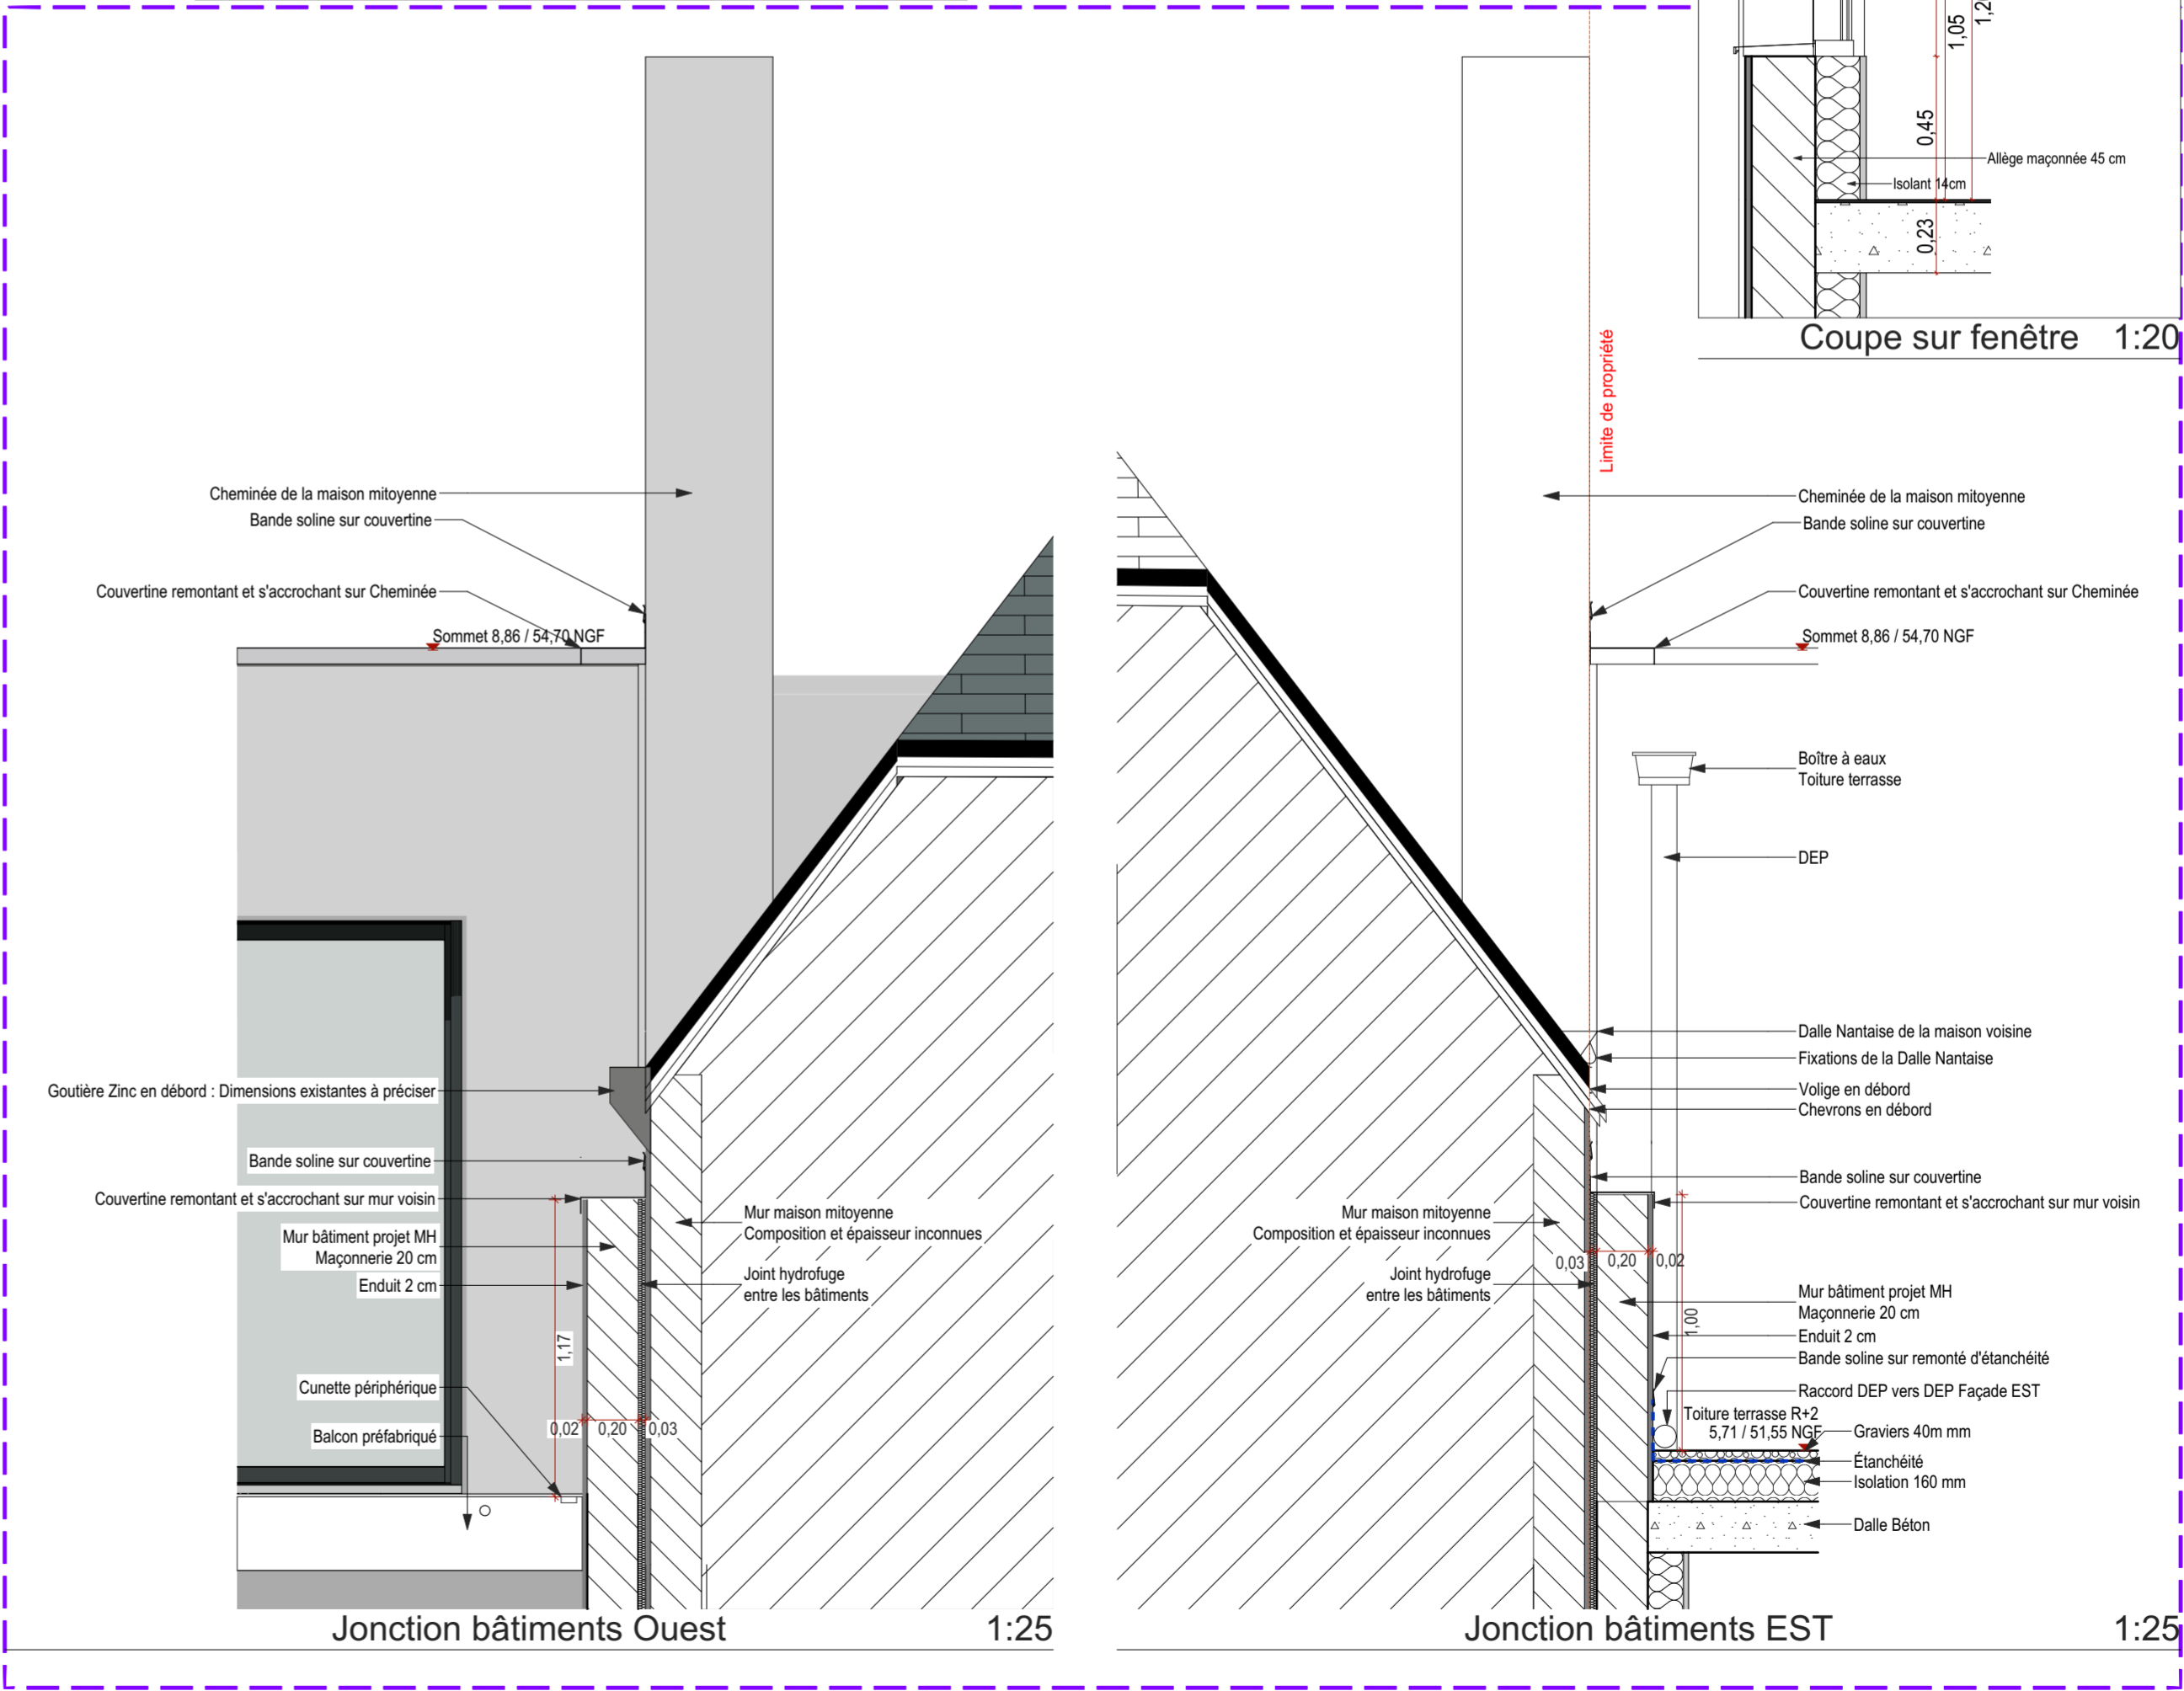 1,05
0,45
Allège maçonnée 45 cm
Isolant 14cm
0,23
Coupe sur fenêtre 1:20
Cheminée de la maison mitoyenne
Bande soline sur couvertine
Couvertine remontant et s'accrochant sur Cheminée
Sommet 8,86 / 54,70 NGF
Goutière Zinc en débord : Dimensions existantes à préciser
Bande soline sur couvertine
Couvertine remontant et s'accrochant sur mur voisin
Mur bâtiment projet MH
Maçonnerie 20 cm
Enduit 2 cm
1,17
Cunette périphérique
Balcon préfabriqué
0,02
0,20
0,03
Mur maison mitoyenne
Composition et épaisseur inconnues
Joint hydrofuge
entre les bâtiments
Jonction bâtiments Ouest 1:25
Limite de propriété
Cheminée de la maison mitoyenne
Bande soline sur couvertine
Couvertine remontant et s'accrochant sur Cheminée
Sommet 8,86 / 54,70 NGF
Boître à eaux
Toiture terrasse
DEP
Dalle Nantaise de la maison voisine
Fixations de la Dalle Nantaise
Volige en débord
Chevrons en débord
Bande soline sur couvertine
Couvertine remontant et s'accrochant sur mur voisin
Mur maison mitoyenne
Composition et épaisseur inconnues
0,03
0,20
0,02
Joint hydrofuge
entre les bâtiments
Mur bâtiment projet MH
Maçonnerie 20 cm
1,00
Enduit 2 cm
Bande soline sur remonté d'étanchéité
Raccord DEP vers DEP Façade EST
Toiture terrasse R+2
5,71 / 51,55 NGF
Graviers 40m mm
Étanchéité
Isolation 160 mm
Dalle Béton
Jonction bâtiments EST 1:25